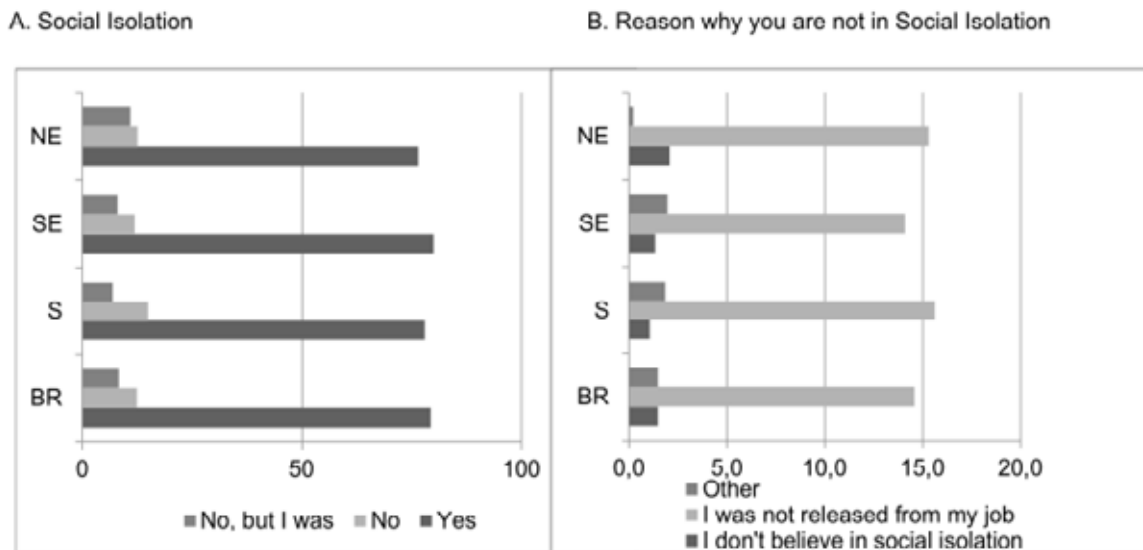 A. Social Isolation
NE
SE
S
BR
0 50 100
No, but I was No Yes
B. Reason why you are not in Social Isolation
NE
SE
S
BR
0,0 5,0 10,0 15,0 20,0
Other
I was not released from my job
I don't believe in social isolation